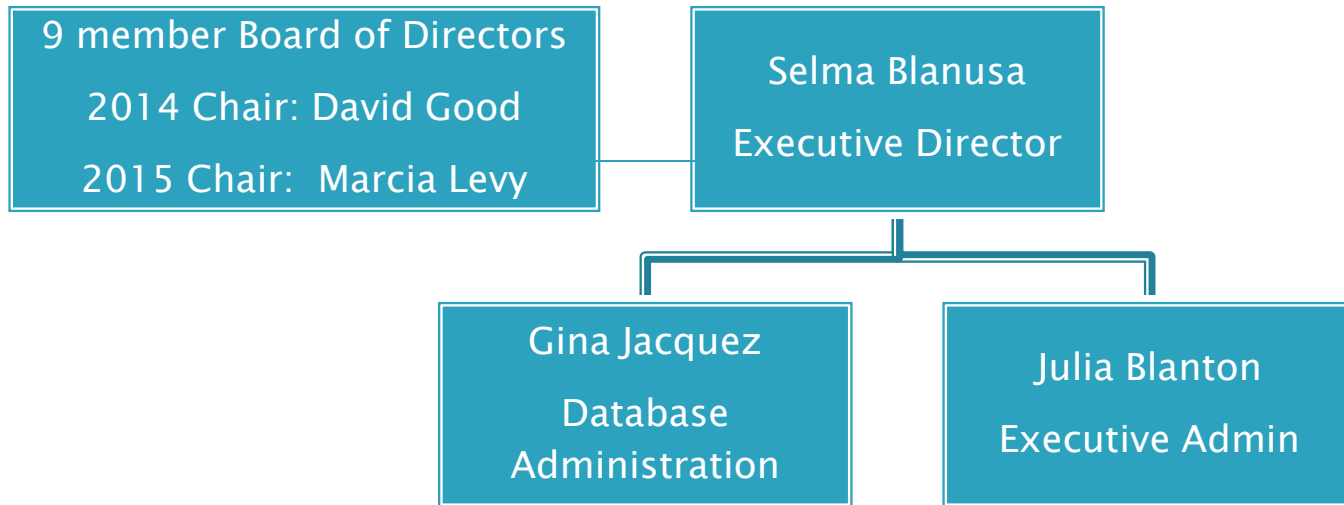 9 member Board of Directors
2014 Chair: David Good
2015 Chair:  Marcia Levy
Selma Blanusa
Executive Director
Gina Jacquez
Database
Administration
Julia Blanton
Executive Admin